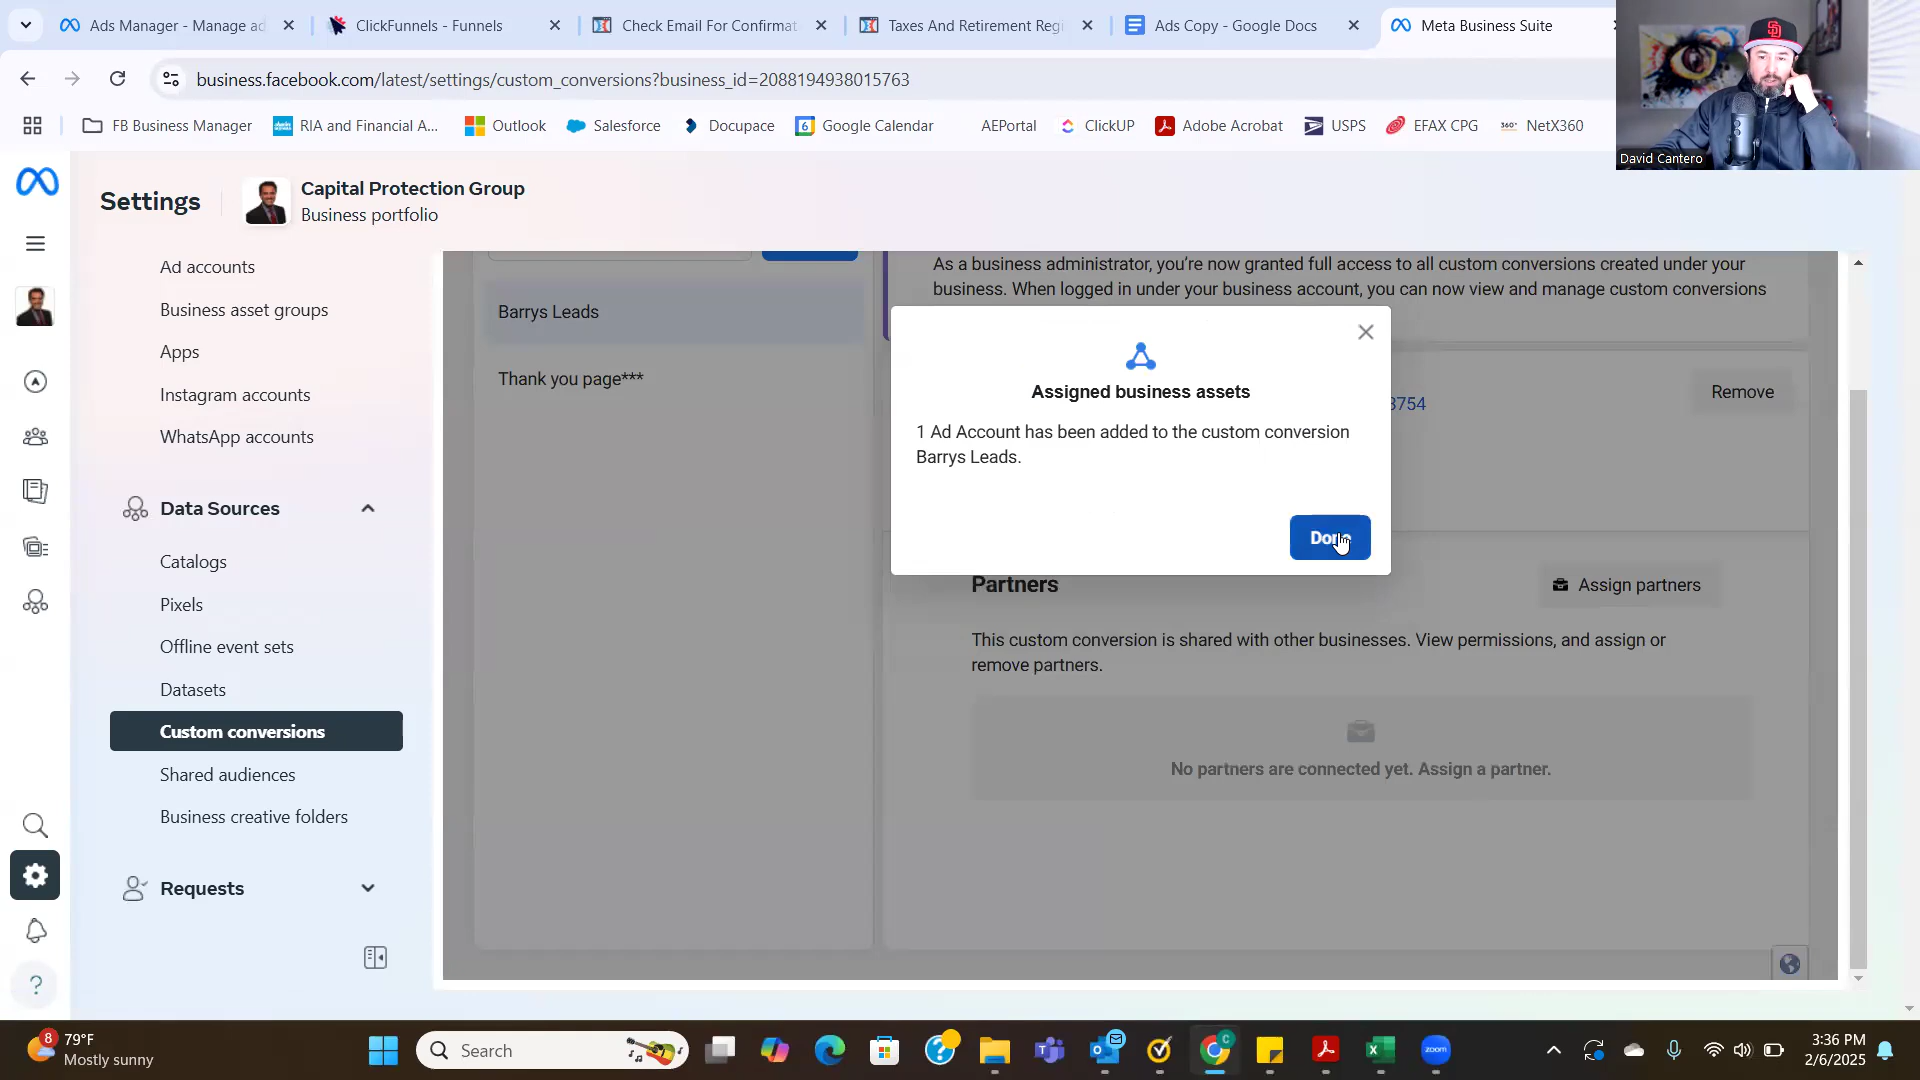 Ads Manager - Manage ad
ClickFunnels - Funnels
Check Email For Confirmat
Taxes And Retirement Regi
Ads Copy - Google Docs
Meta Business Suite
business.facebook.com/latest/settings/custom_conversions?business_id=2088194938015763
FB Business Manager
RIA and Financial A...
Outlook
Salesforce
Docupace
6
Google Calendar
AEPortal
ClickUP
Adobe Acrobat
USPS
EFAX CPG
360°
NetX360
David Cantero
Settings
Capital Protection Group
Business portfolio
Ad accounts
Business asset groups
Apps
Instagram accounts
WhatsApp accounts
Data Sources
Catalogs
Pixels
Offline event sets
Datasets
Custom conversions
Shared audiences
Business creative folders
Requests
Barrys Leads
Thank you page***
As a business administrator, you're now granted full access to all custom conversions created under your
business. When logged in under your business account, you can now view and manage custom conversions
8754
Remove
Assigned business assets
1 Ad Account has been added to the custom conversion
Barrys Leads.
Done
Partners
Assign partners
This custom conversion is shared with other businesses. View permissions, and assign or
remove partners.
No partners are connected yet. Assign a partner.
8
79°F
Mostly sunny
Search
C
zoom
3:36 PM
2/6/2025